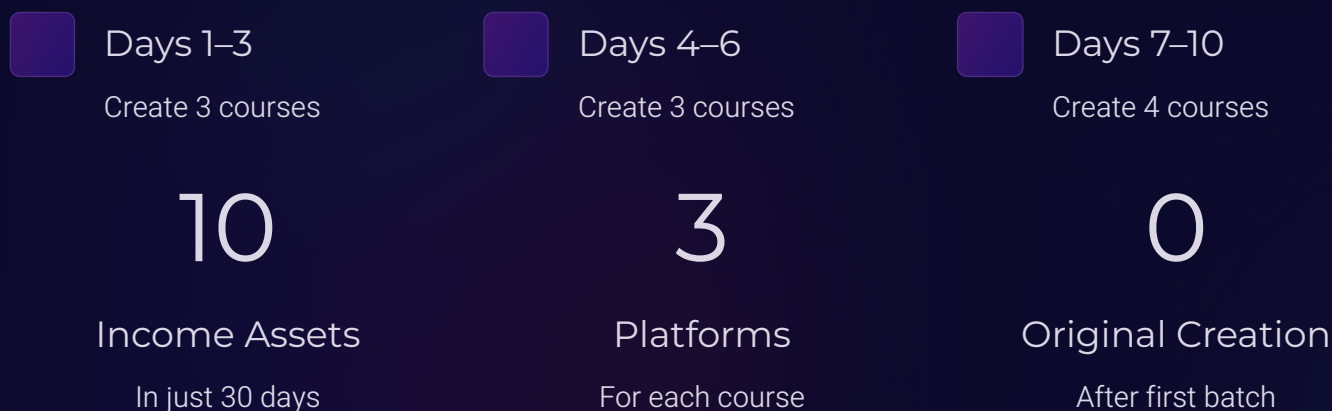 Days 1–3
Create 3 courses
Days 4–6
Create 3 courses
Days 7–10
Create 4 courses
10
Income Assets
In just 30 days
3
Platforms
For each course
0
Original Creation
After first batch